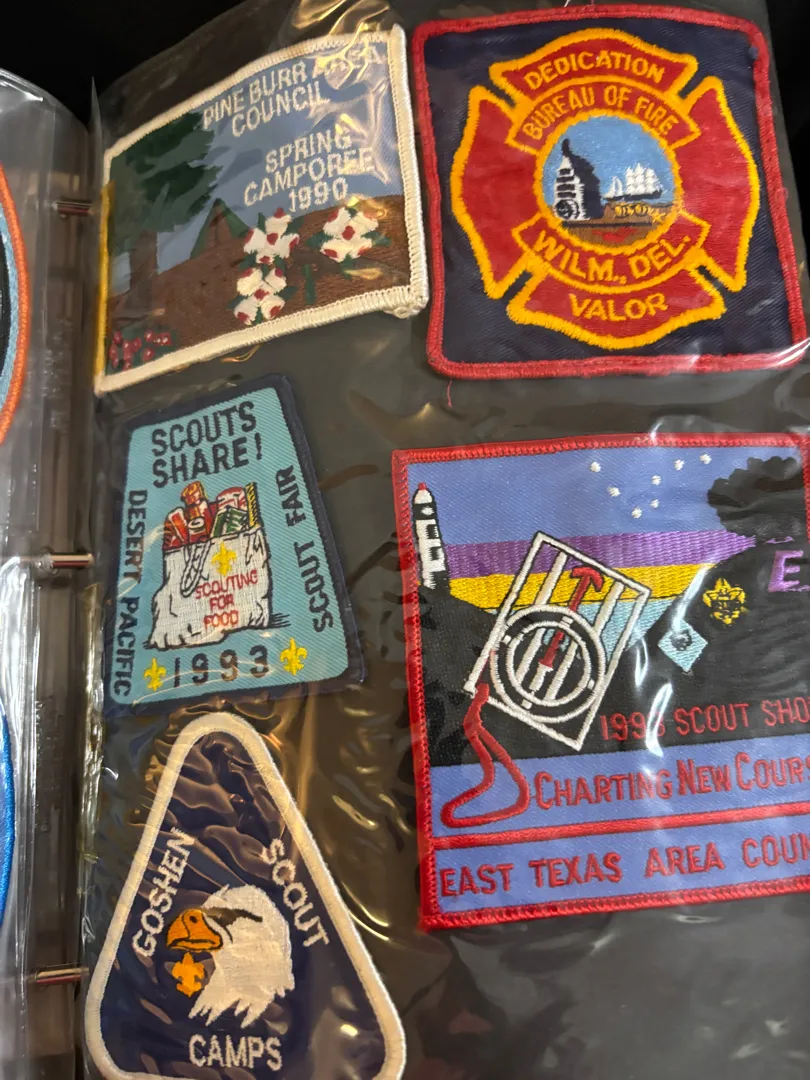 PINE BURR AREA
COUNCIL
SPRING
CAMPOREE
1990
DEDICATION
BUREAU OF FIRE
WILM., DEL.
VALOR
SCOUTS
SHARE!
DESERT PACIFIC
SCOUT FAIR
SCOUTING
FOR
FOOD
1993
E
SCOUT SHO
CHARTING NEW COURS
EAST TEXAS AREA COUN
GOSHEN
SCOUT
CAMPS